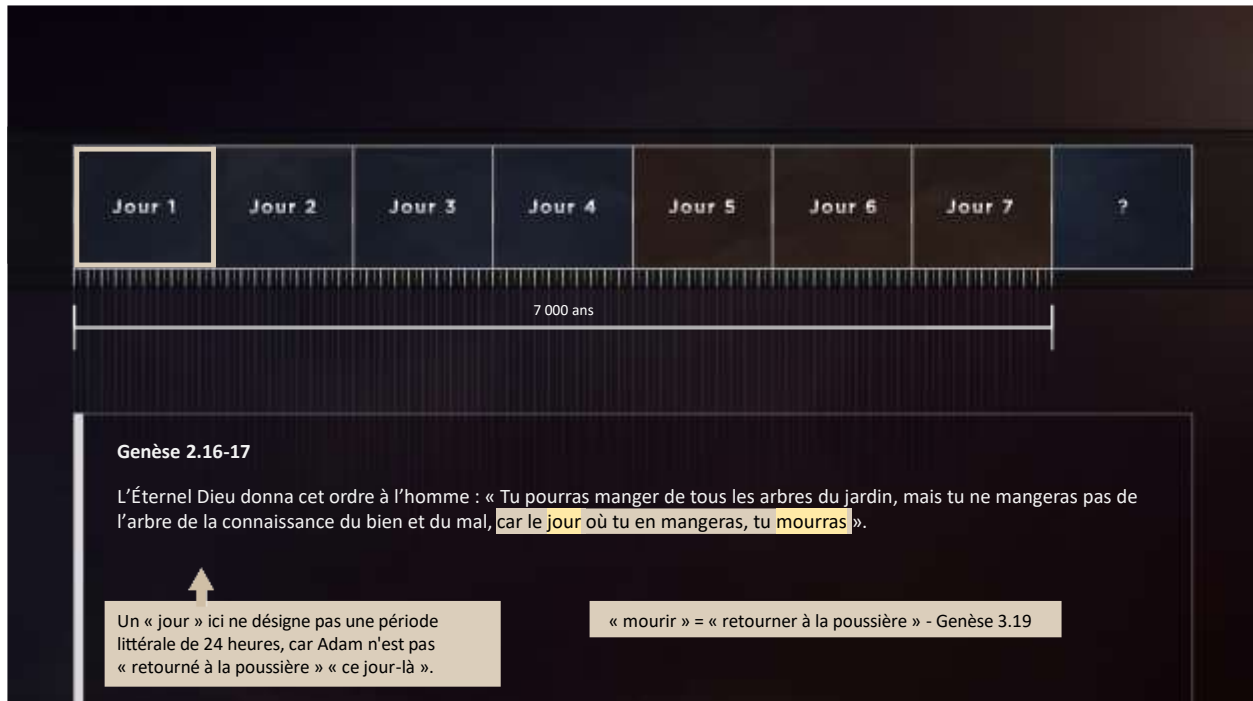 Jour 1 Jour 2 Jour 3 Jour 4 Jour 5 Jour 6 Jour 7 ?
7 000 ans
Genèse 2.16-17
L’Éternel Dieu donna cet ordre à l’homme : « Tu pourras manger de tous les arbres du jardin, mais tu ne mangeras pas de
l’arbre de la connaissance du bien et du mal, car le jour où tu en mangeras, tu mourras ».
Un « jour » ici ne désigne pas une période
littérale de 24 heures, car Adam n'est pas
« retourné à la poussière » « ce jour-là ».
« mourir » = « retourner à la poussière » - Genèse 3.19